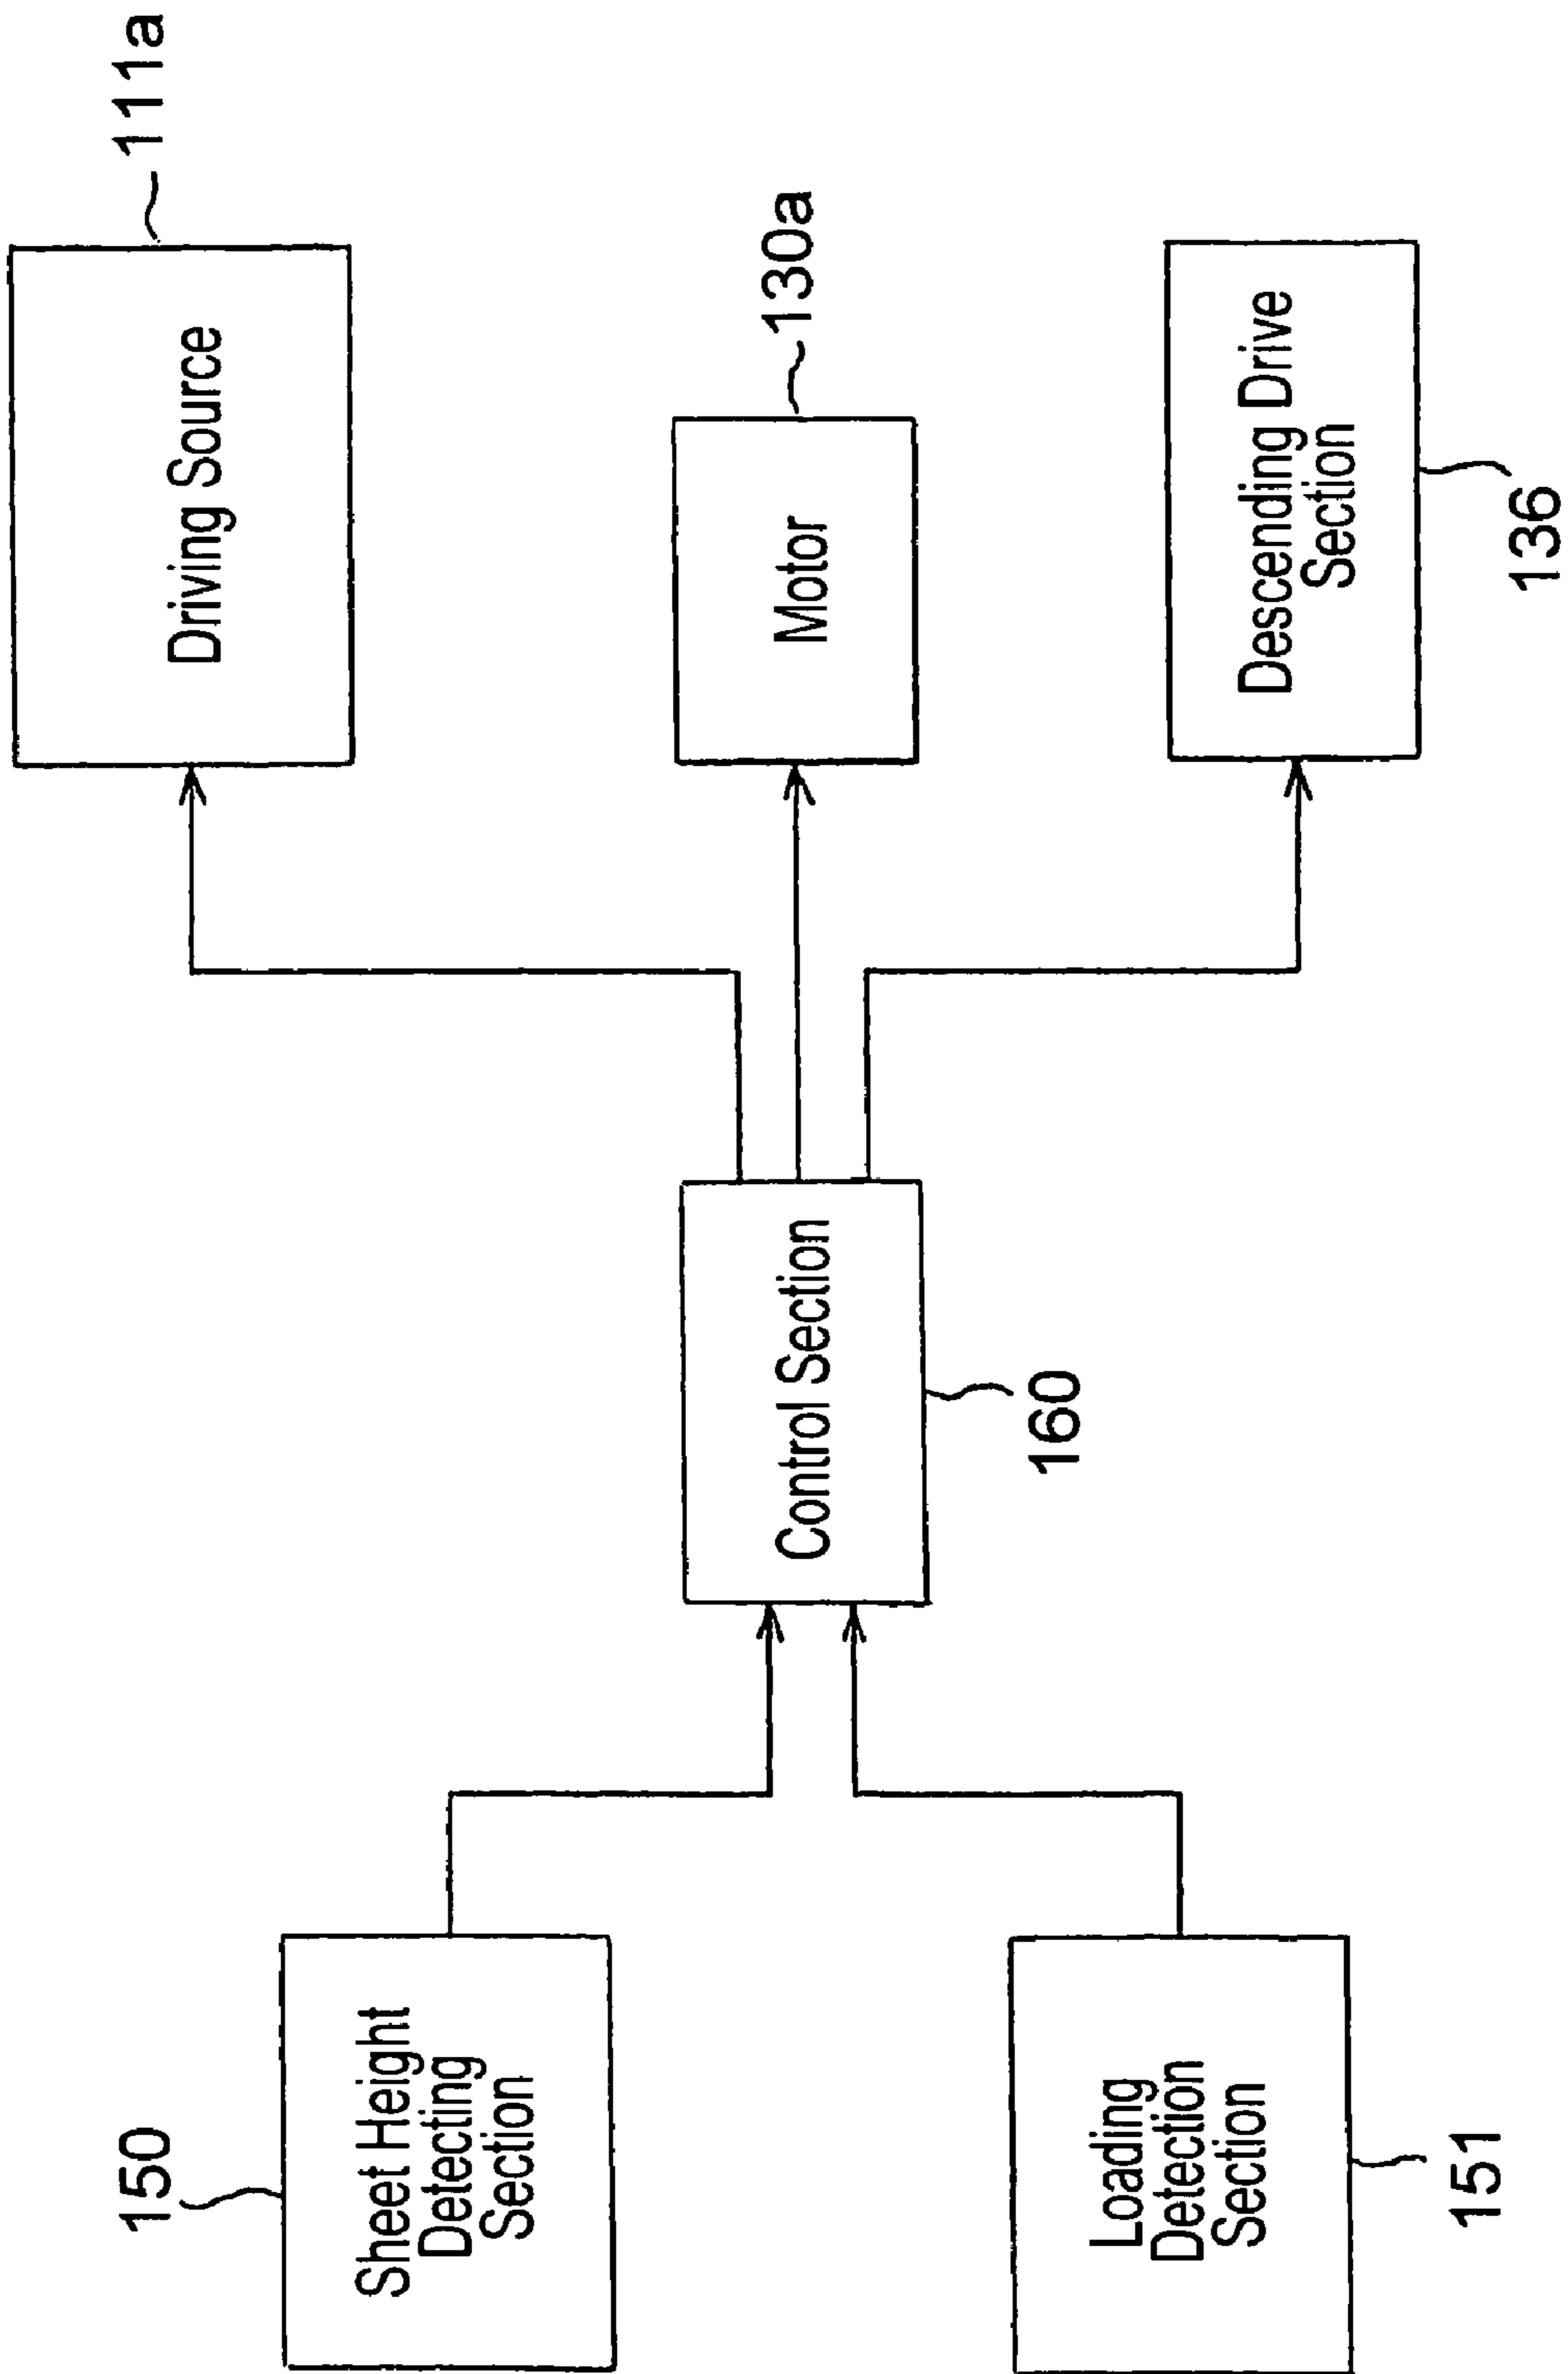 150
Sheet Height
Detecting
Section
Loading
Detection
Section
151
Control Section
160
Driving Source
111a
Motor
130a
Descending Drive
Section
136